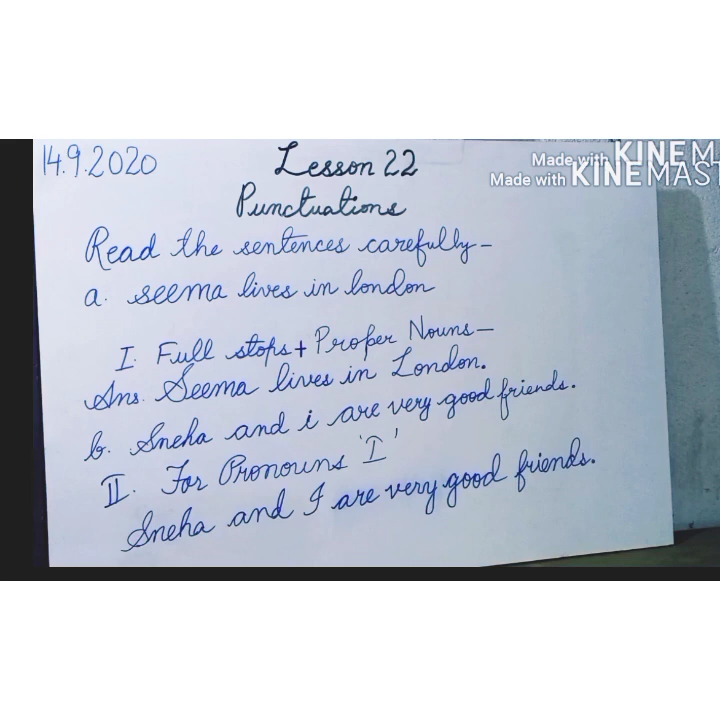 14.9.2020
Lesson 22
Punctuations
Read the sentences carefully-
a. seema lives in london
I. Full stops + Proper Nouns-
Ans. Seema lives in London.
b. Sneha and i are very good friends.
II. For Pronouns 'I'
Sneha and I are very good friends.
Made with KINEM
Made with KINEMAS